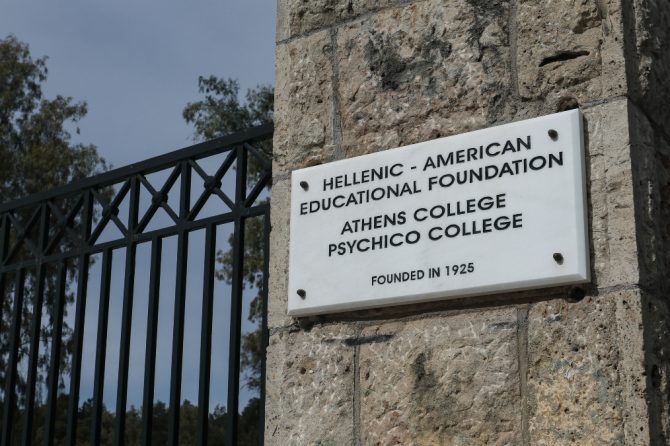 HELLENIC - AMERICAN
EDUCATIONAL FOUNDATION
ATHENS COLLEGE
PSYCHICO COLLEGE
FOUNDED IN 1925